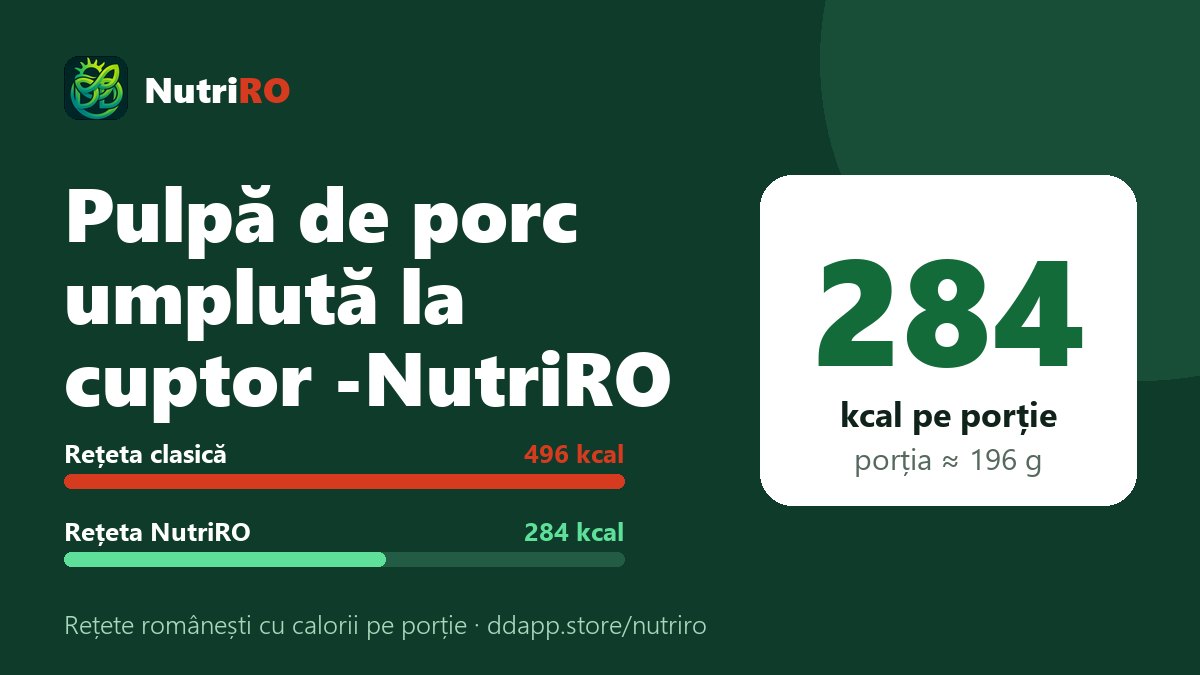 NutriRO
Pulpă de porc
umplută la
cuptor -NutriRO
Rețeta clasică 496 kcal
Rețeta NutriRO 284 kcal
284
kcal pe porție
porția ≈ 196 g
Rețete românești cu calorii pe porție · ddapp.store/nutriro